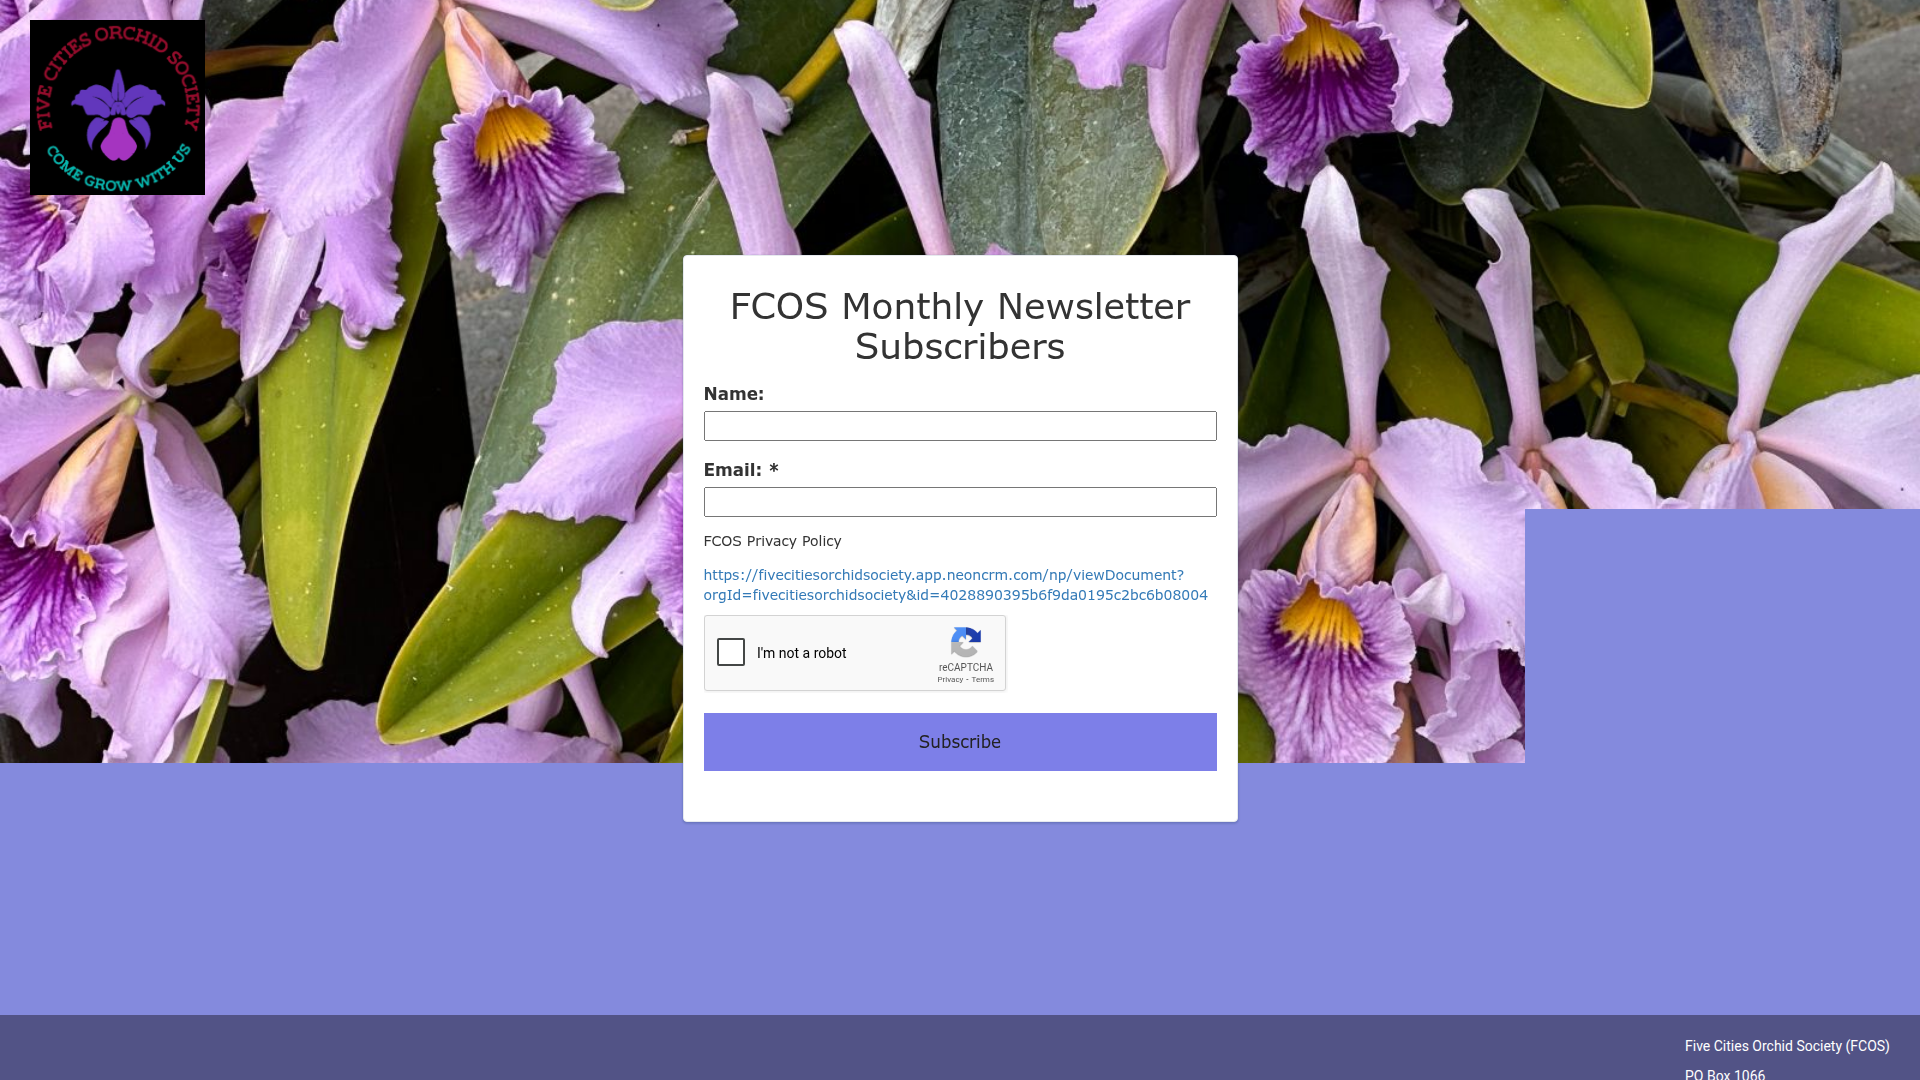 FIVE CITIES ORCHID SOCIETY
COME GROW WITH US
FCOS Monthly Newsletter
Subscribers
Name:
Email: *
FCOS Privacy Policy
https://fivecitiesorchidsociety.app.neoncrm.com/np/viewDocument?
orgId=fivecitiesorchidsociety&id=4028890395b6f9da0195c2bc6b08004
I'm not a robot
reCAPTCHA
Privacy - Terms
Subscribe
Five Cities Orchid Society (FCOS)
PO Box 1066